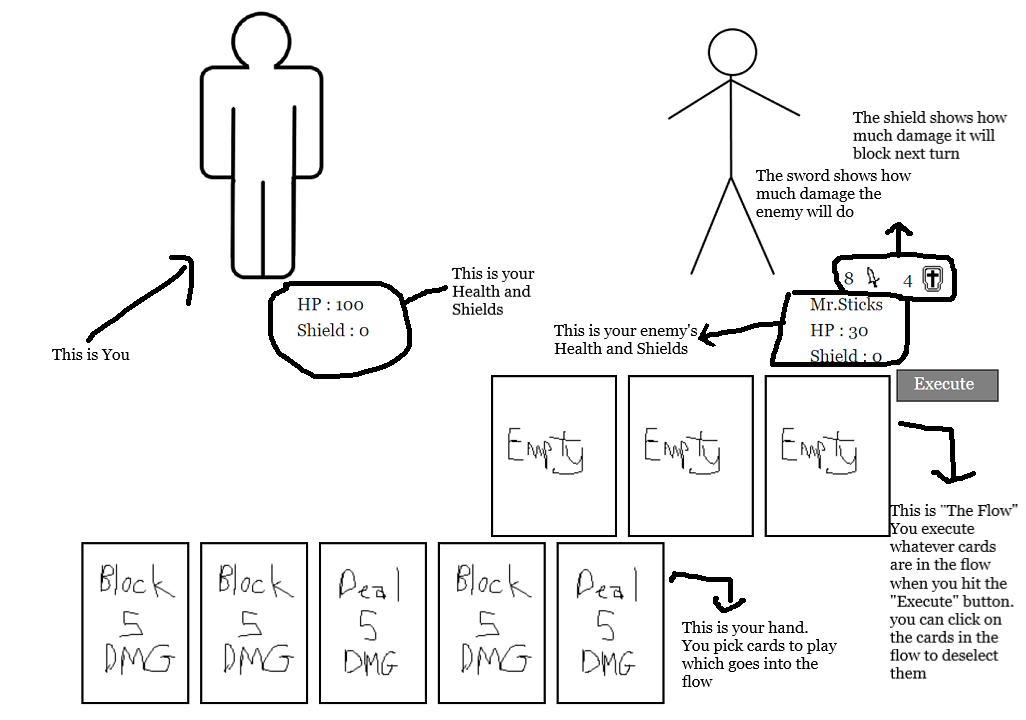 The shield shows how
much damage it will
block next turn
The sword shows how
much damage the
enemy will do
8 4
This is your
Health and
Shields
HP : 100
Shield : 0
Mr.Sticks
HP : 30
Shield : 0
This is your enemy's
Health and Shields
This is You
Execute
Empty
Empty
Empty
This is "The Flow"
You execute
whatever cards
are in the flow
when you hit the
"Execute" button.
you can click on
the cards in the
flow to deselect
them
Block
5
DMG
Block
5
DMG
Deal
5
DMG
Block
5
DMG
Deal
5
DMG
This is your hand.
You pick cards to play
which goes into the
flow